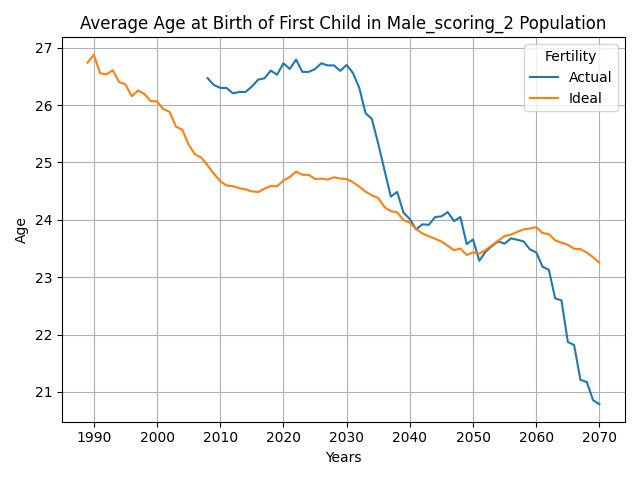 Average Age at Birth of First Child in Male_scoring_2 Population
Fertility
Actual
Ideal
27
26
25
24
23
22
21
Age
1990 2000 2010 2020 2030 2040 2050 2060 2070
Years